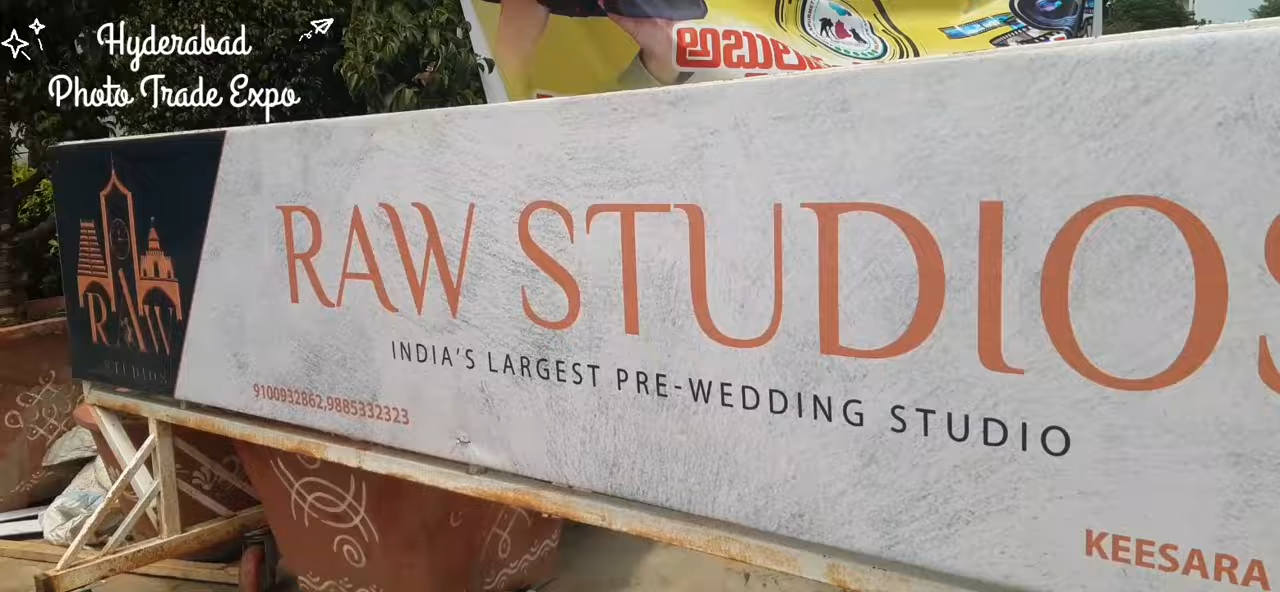 Hyderabad
Photo Trade Expo
RAW
STUDIOS
RAW STUDIOS
INDIA'S LARGEST PRE-WEDDING STUDIO
9100932862,9885332323
KEESARA